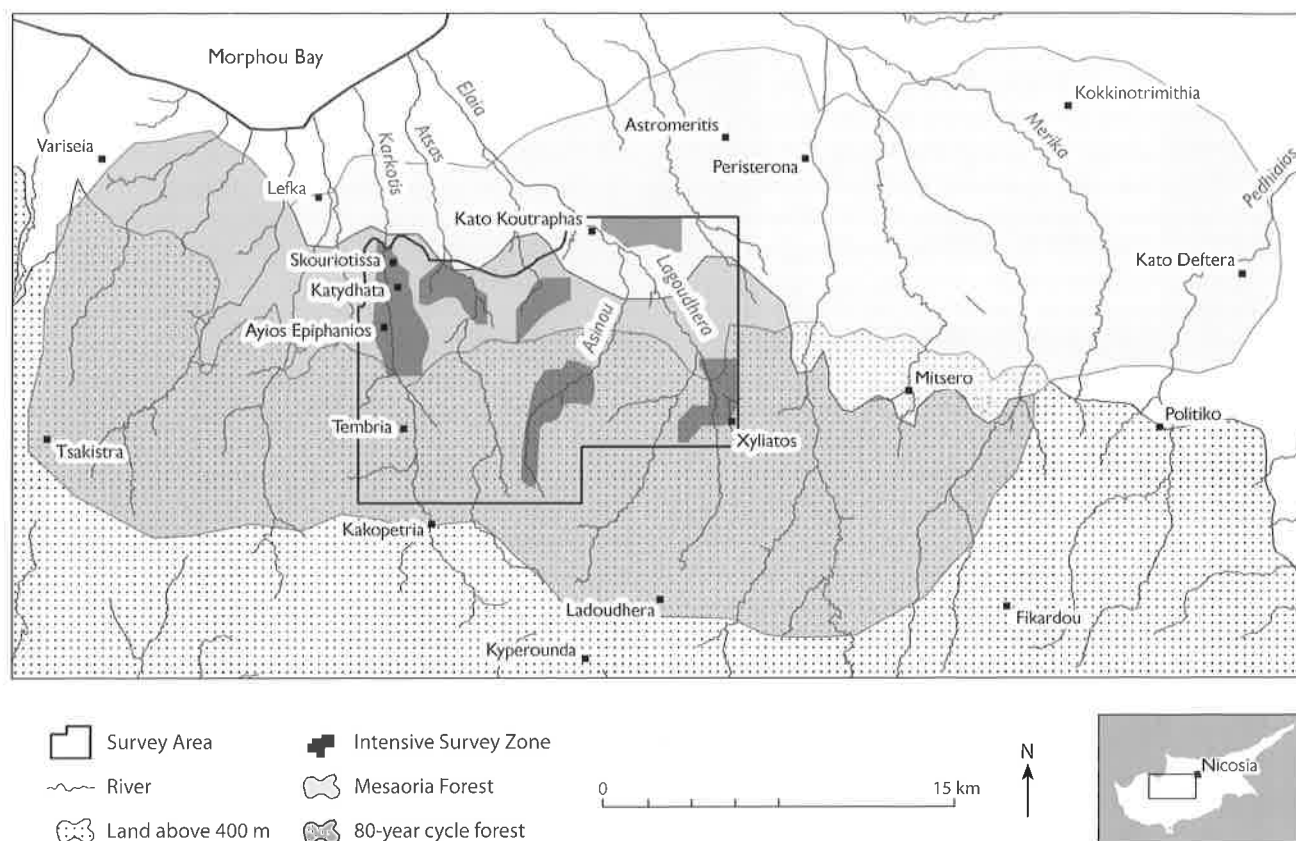 Morphou Bay
Elaia
Atsas
Karkotis
Astromeritis
Merika
Kokkinotrimithia
Variseia
Peristerona
Pedhidios
Lefka
Kato Koutraphas
Skouriotissa
Lagoudhera
Kato Deftera
Katydhata
Asinou
Ayios Epiphanios
Mitsero
Tembria
Xyliatos
Politiko
Tsakistra
Kakopetria
Ladoudhera
Fikardou
Kyperounda
Survey Area
Intensive Survey Zone
River
Mesaoria Forest
Land above 400 m
80-year cycle forest
0 15 km
N
Nicosia